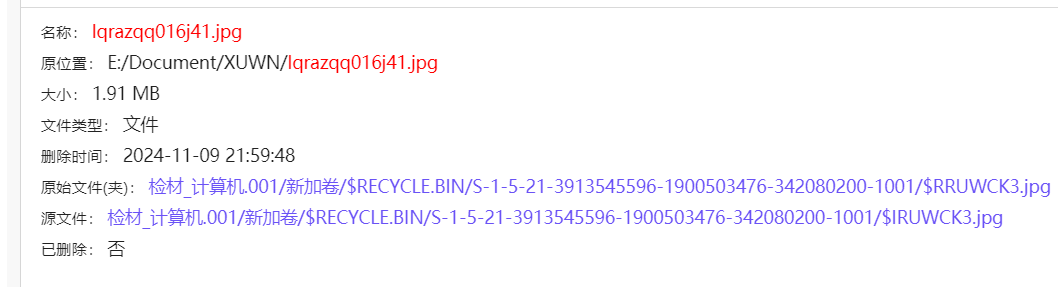 名称： lqrazqq016j41.jpg
原位置： E:/Document/XUWN/lqrazqq016j41.jpg
大小： 1.91 MB
文件类型： 文件
删除时间： 2024-11-09 21:59:48
原始文件(夹)： 检材_计算机.001/新加卷/$RECYCLE.BIN/S-1-5-21-3913545596-1900503476-342080200-1001/$RRUWCK3.jpg
源文件： 检材_计算机.001/新加卷/$RECYCLE.BIN/S-1-5-21-3913545596-1900503476-342080200-1001/$IRUWCK3.jpg
已删除： 否